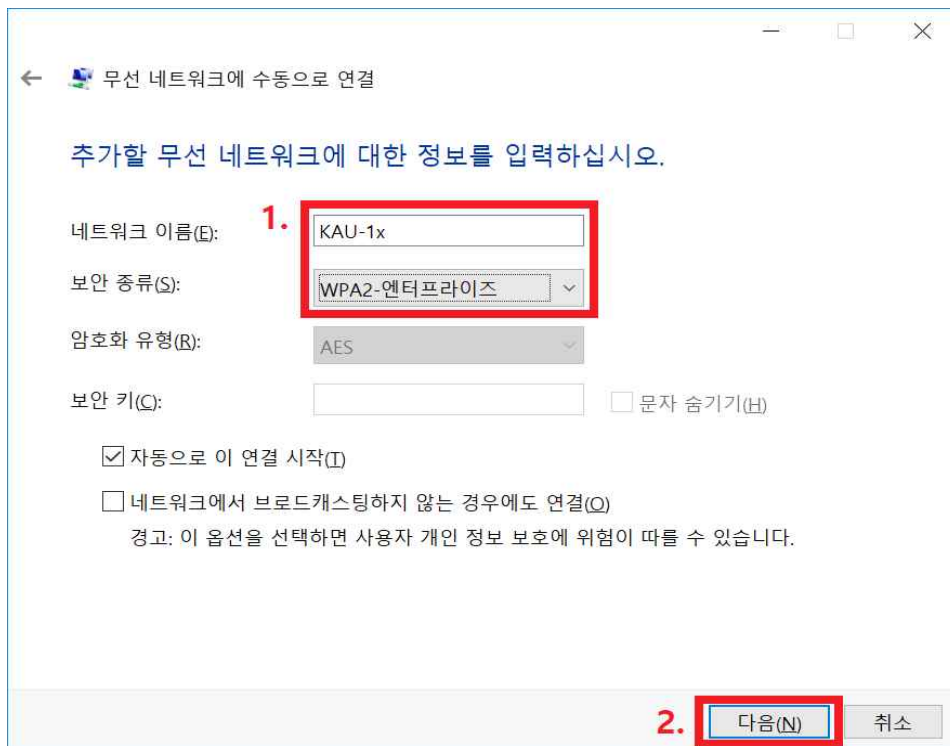 무선 네트워크에 수동으로 연결
추가할 무선 네트워크에 대한 정보를 입력하십시오.
1.
네트워크 이름(E): KAU-1x
보안 종류(S): WPA2-엔터프라이즈
암호화 유형(R): AES
보안 키(C): 문자 숨기기(H)
자동으로 이 연결 시작(T)
네트워크에서 브로드캐스팅하지 않는 경우에도 연결(O)
경고: 이 옵션을 선택하면 사용자 개인 정보 보호에 위험이 따를 수 있습니다.
2. 다음(N) 취소